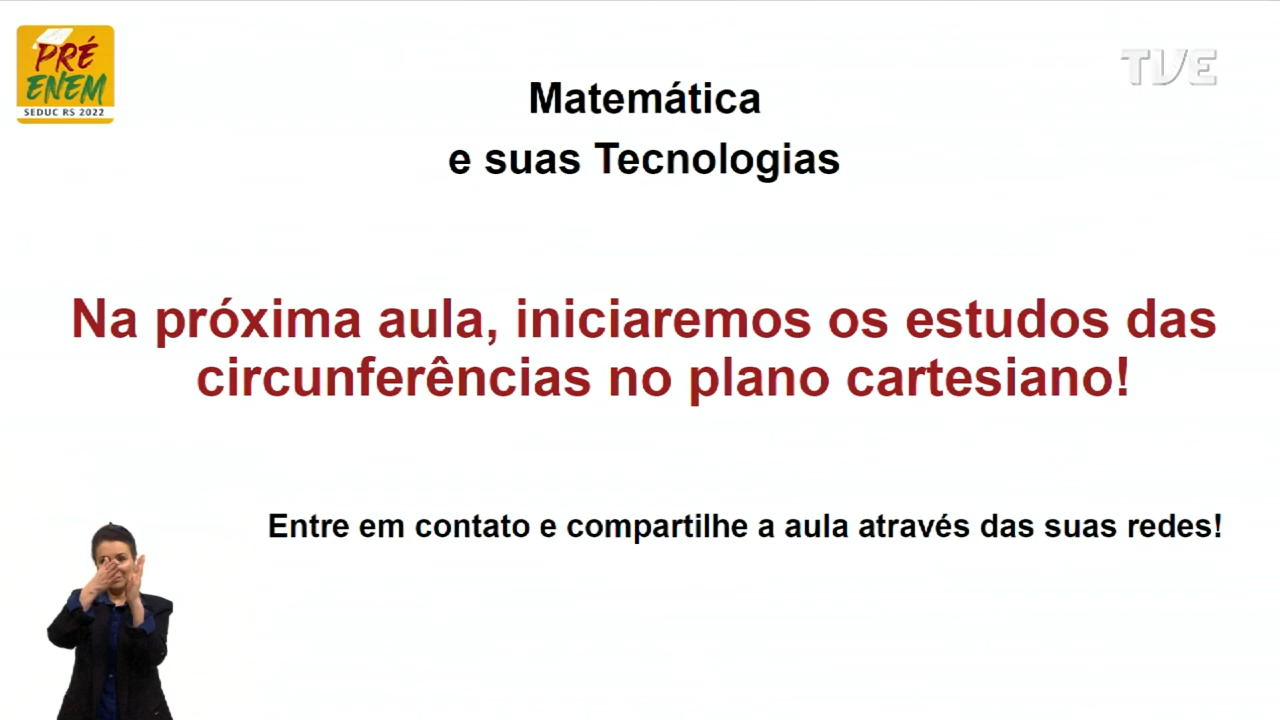 PRÉ
ENEM
SEDUC RS 2022
TVE
Matemática
e suas Tecnologias
Na próxima aula, iniciaremos os estudos das
circunferências no plano cartesiano!
Entre em contato e compartilhe a aula através das suas redes!